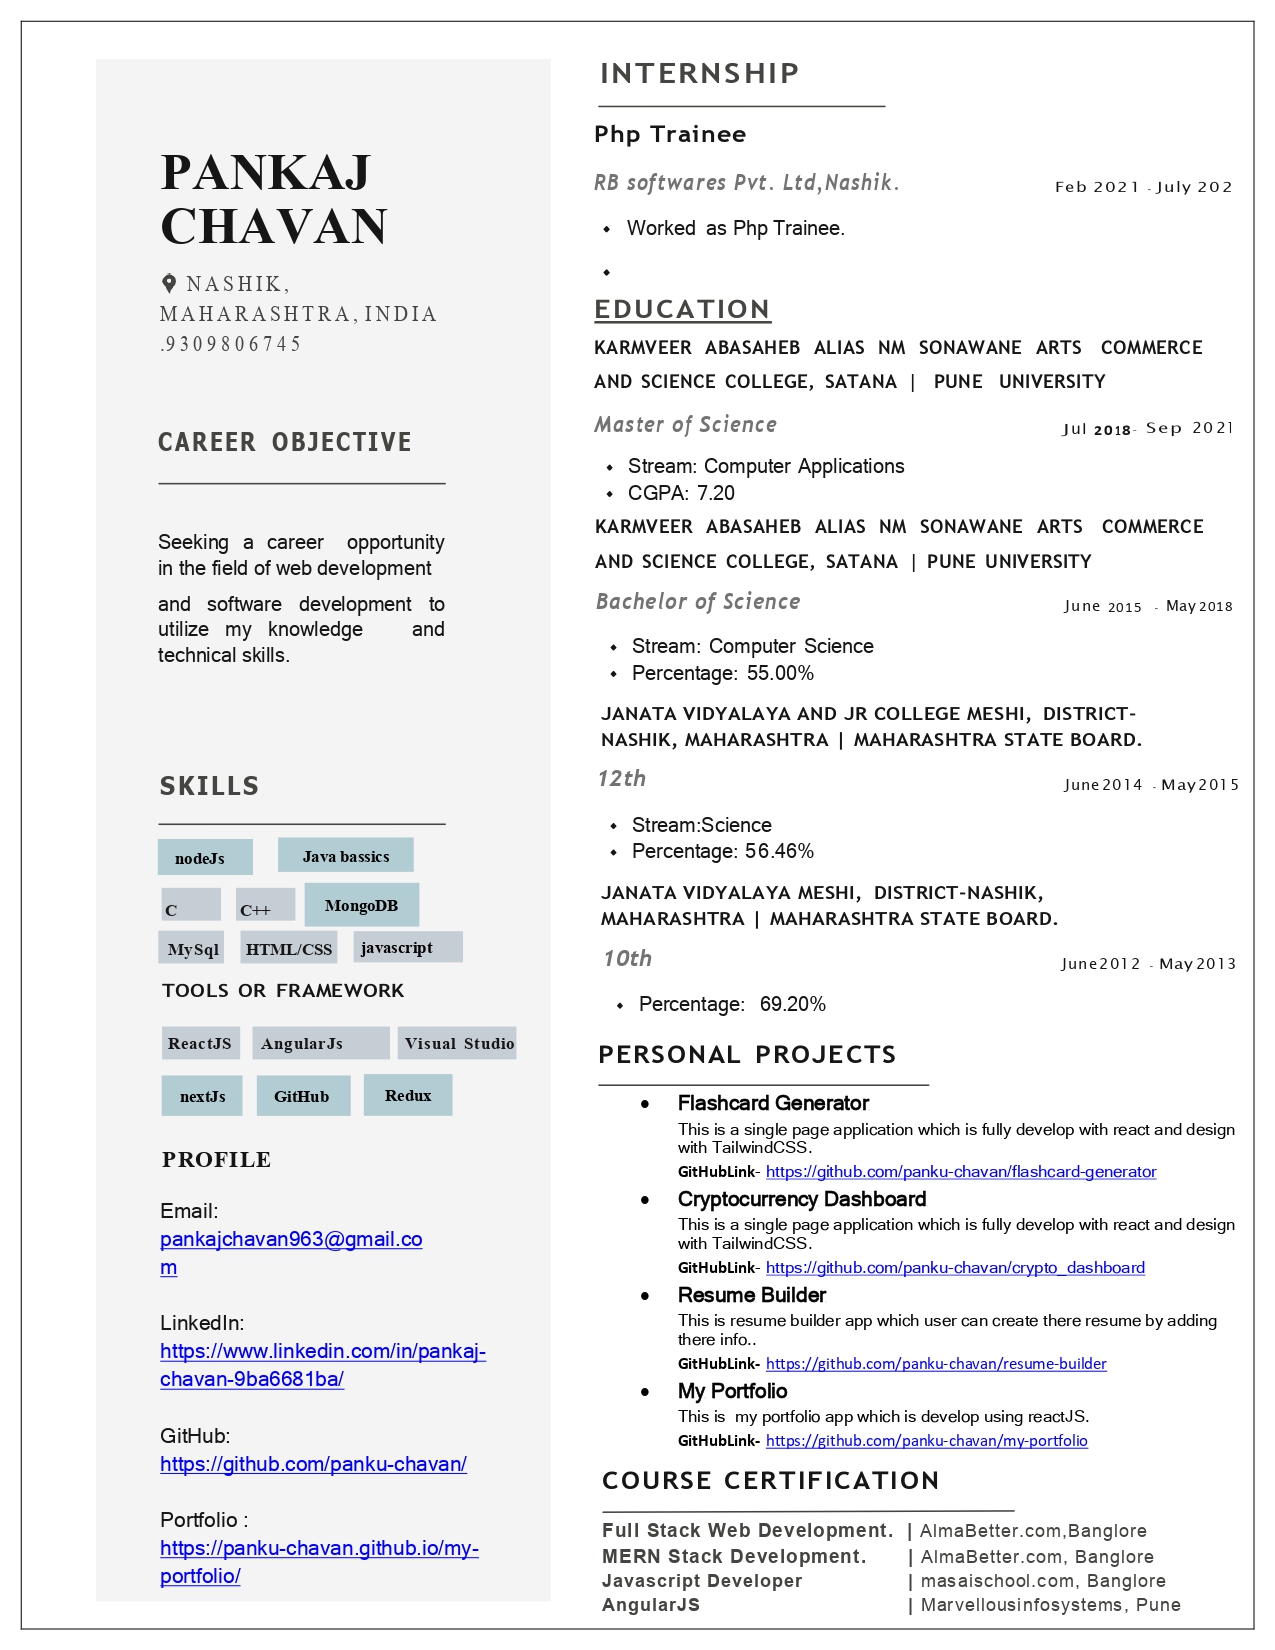 PANKAJ
CHAVAN
NASHIK,
MAHARASHTRA, INDIA
.9309806745
CAREER OBJECTIVE
Seeking a career opportunity
in the field of web development
and software development to
utilize my knowledge and
technical skills.
SKILLS
nodeJs Java bassics
C C++ MongoDB
MySql HTML/CSS javascript
TOOLS OR FRAMEWORK
ReactJS AngularJs Visual Studio
nextJs GitHub Redux
PROFILE
Email:
pankajchavan963@gmail.co
m
LinkedIn:
https://www.linkedin.com/in/pankaj-
chavan-9ba6681ba/
GitHub:
https://github.com/panku-chavan/
Portfolio :
https://panku-chavan.github.io/my-
portfolio/
INTERNSHIP
Php Trainee
RB softwares Pvt. Ltd,Nashik. Feb 2021 - July 202
• Worked as Php Trainee.
•
EDUCATION
KARMVEER ABASAHEB ALIAS NM SONAWANE ARTS COMMERCE
AND SCIENCE COLLEGE, SATANA | PUNE UNIVERSITY
Master of Science Jul 2018- Sep 2021
• Stream: Computer Applications
• CGPA: 7.20
KARMVEER ABASAHEB ALIAS NM SONAWANE ARTS COMMERCE
AND SCIENCE COLLEGE, SATANA | PUNE UNIVERSITY
Bachelor of Science June 2015 - May 2018
• Stream: Computer Science
• Percentage: 55.00%
JANATA VIDYALAYA AND JR COLLEGE MESHI, DISTRICT-
NASHIK, MAHARASHTRA | MAHARASHTRA STATE BOARD.
12th June2014 - May2015
• Stream:Science
• Percentage: 56.46%
JANATA VIDYALAYA MESHI, DISTRICT-NASHIK,
MAHARASHTRA | MAHARASHTRA STATE BOARD.
10th June2012 - May2013
• Percentage: 69.20%
PERSONAL PROJECTS
• Flashcard Generator
This is a single page application which is fully develop with react and design
with TailwindCSS.
GitHubLink- https://github.com/panku-chavan/flashcard-generator
• Cryptocurrency Dashboard
This is a single page application which is fully develop with react and design
with TailwindCSS.
GitHubLink- https://github.com/panku-chavan/crypto_dashboard
• Resume Builder
This is resume builder app which user can create there resume by adding
there info..
GitHubLink- https://github.com/panku-chavan/resume-builder
• My Portfolio
This is my portfolio app which is develop using reactJS.
GitHubLink- https://github.com/panku-chavan/my-portfolio
COURSE CERTIFICATION
Full Stack Web Development. | AlmaBetter.com,Banglore
MERN Stack Development. | AlmaBetter.com, Banglore
Javascript Developer | masaischool.com, Banglore
AngularJS | Marvellousinfosystems, Pune